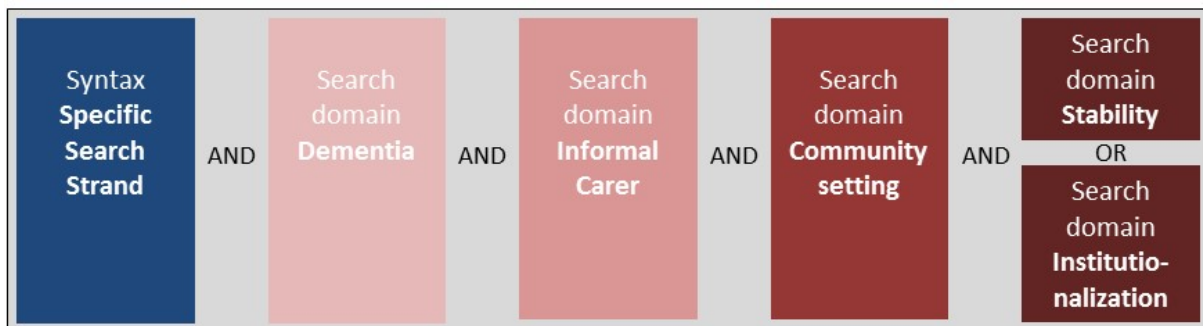 Syntax
Specific
Search
Strand
AND
Search
domain
Dementia
AND
Search
domain
Informal
Carer
AND
Search
domain
Community
setting
AND
Search
domain
Stability
OR
Search
domain
Institutio-
nalization